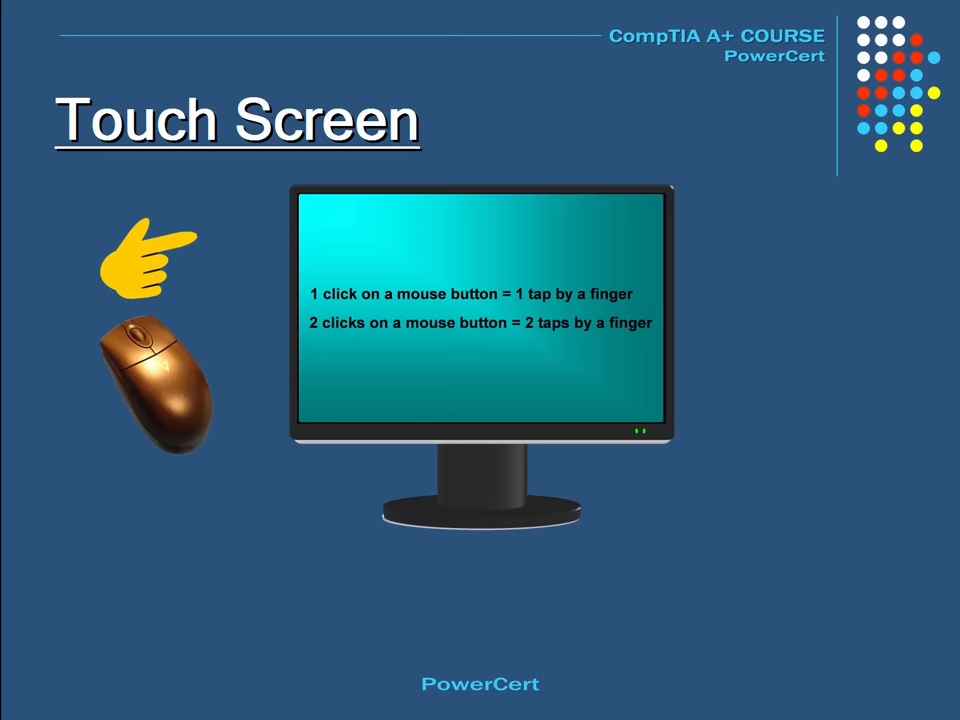 CompTIA A+ COURSE
PowerCert
Touch Screen
1 click on a mouse button = 1 tap by a finger
2 clicks on a mouse button = 2 taps by a finger
PowerCert